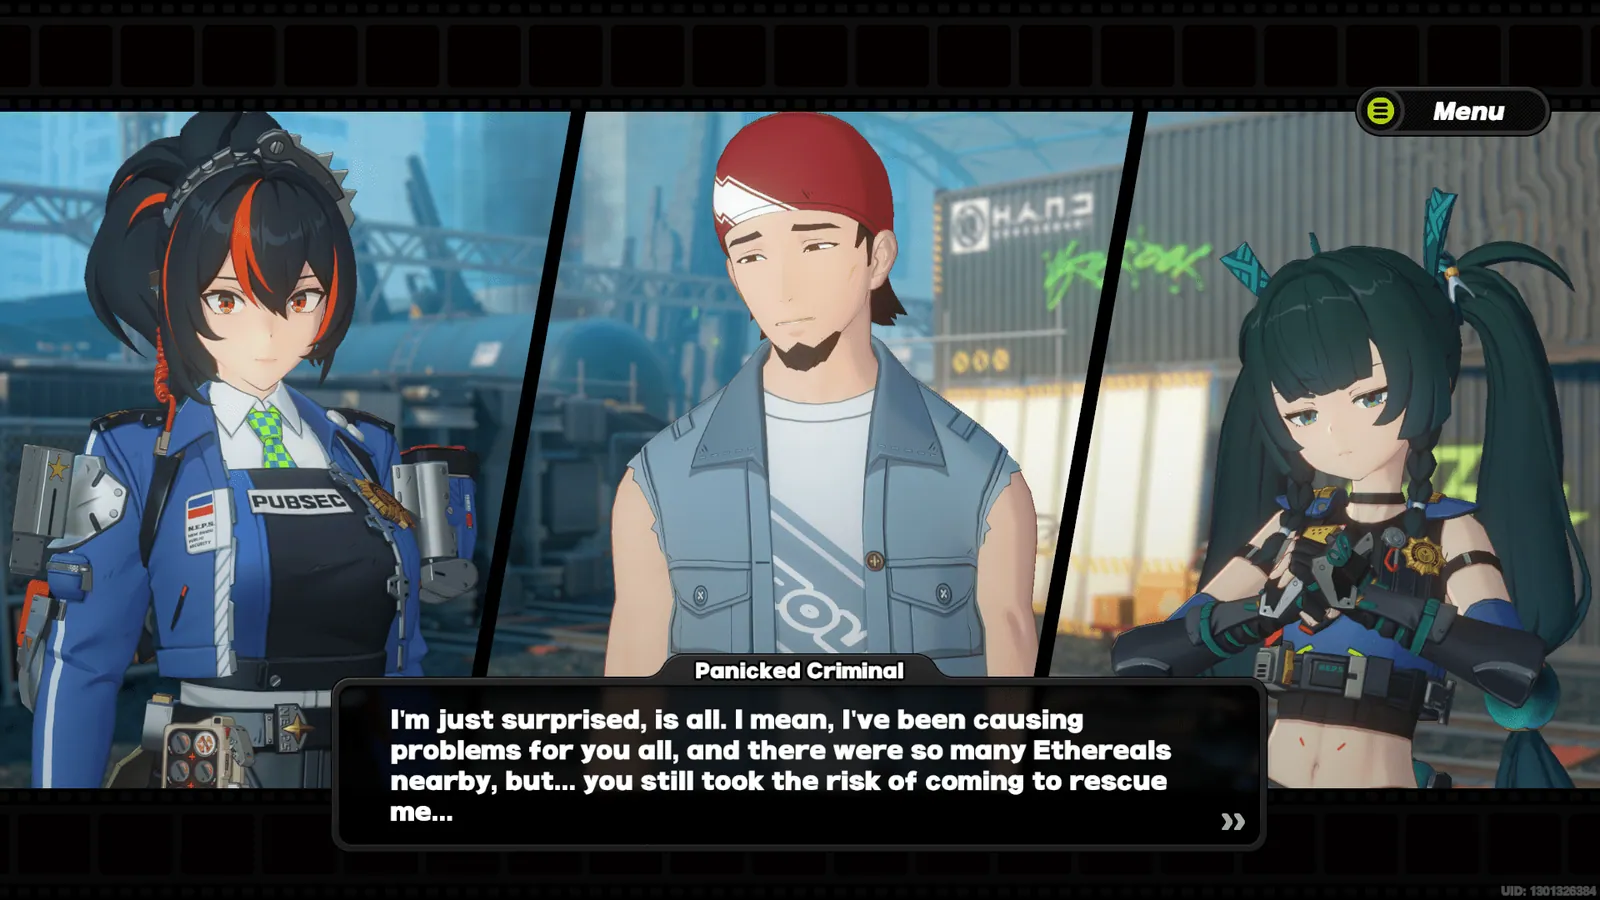 Menu
H.A.N.D
PUBSEC
N.E.P.S.
Panicked Criminal
I'm just surprised, is all. I mean, I've been causing
problems for you all, and there were so many Ethereals
nearby, but... you still took the risk of coming to rescue
me...
UID: 1301326384